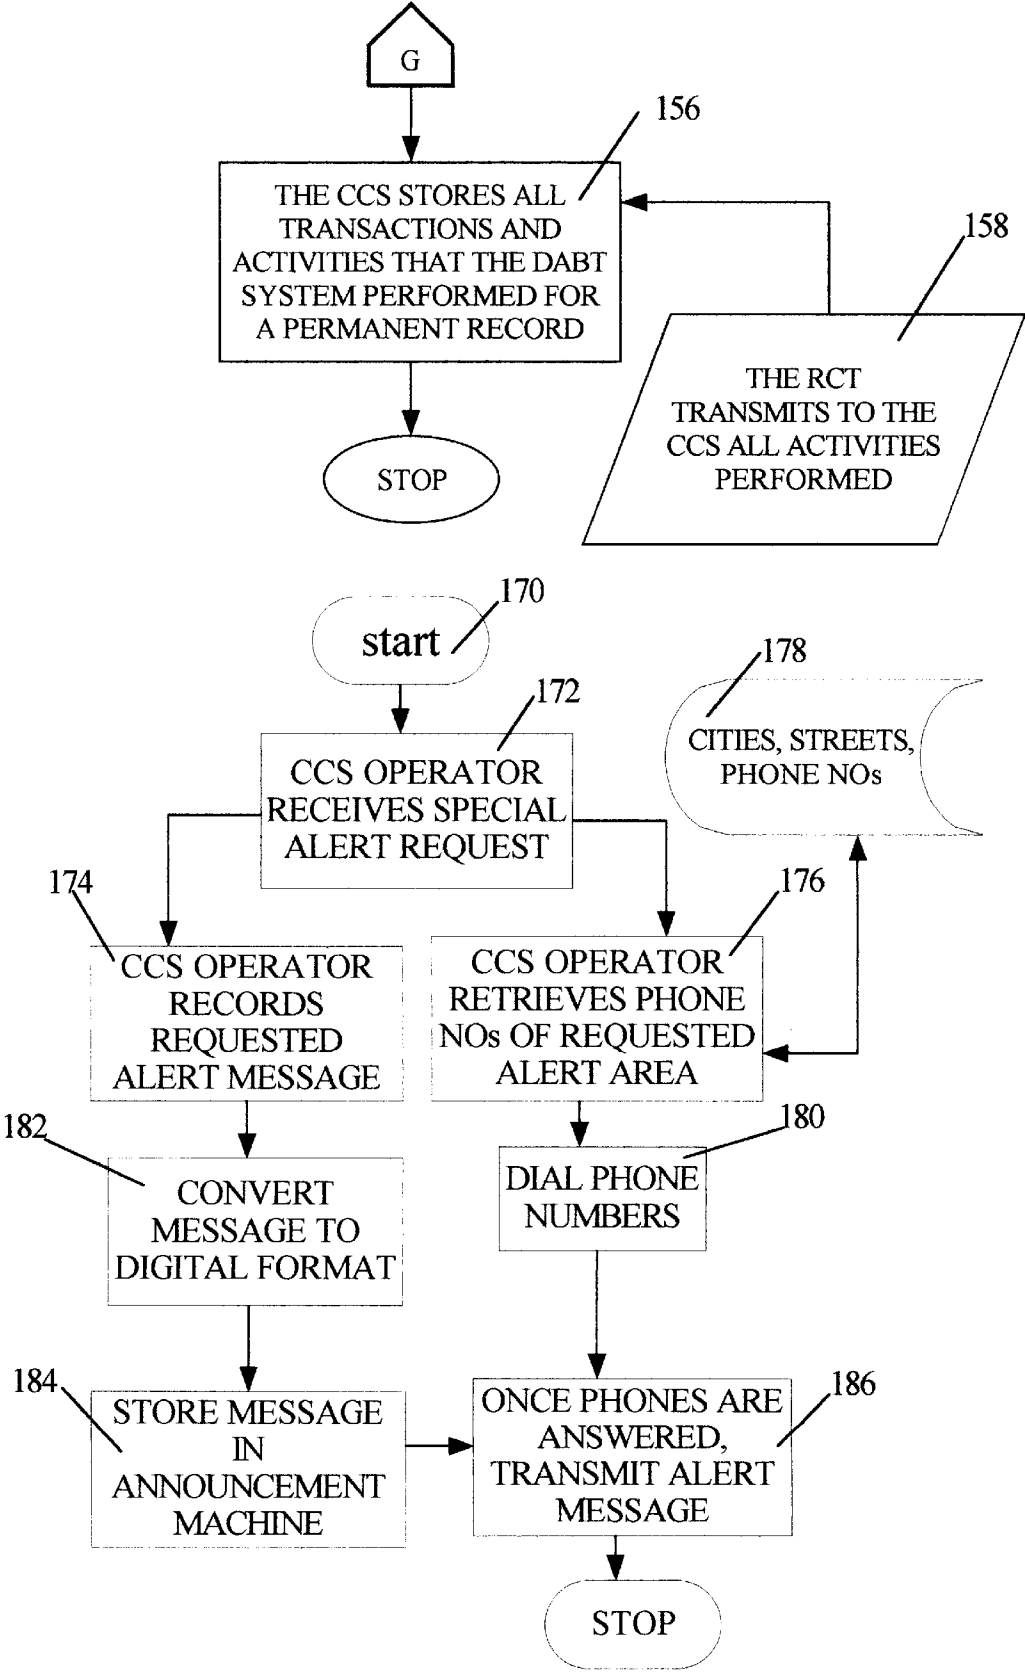 G
156
THE CCS STORES ALL
TRANSACTIONS AND
ACTIVITIES THAT THE DABT
SYSTEM PERFORMED FOR
A PERMANENT RECORD
158
THE RCT
TRANSMITS TO THE
CCS ALL ACTIVITIES
PERFORMED
STOP
170
start
178
CITIES, STREETS,
PHONE NOs
172
CCS OPERATOR
RECEIVES SPECIAL
ALERT REQUEST
174
CCS OPERATOR
RECORDS
REQUESTED
ALERT MESSAGE
176
CCS OPERATOR
RETRIEVES PHONE
NOs OF REQUESTED
ALERT AREA
182
CONVERT
MESSAGE TO
DIGITAL FORMAT
180
DIAL PHONE
NUMBERS
184
STORE MESSAGE
IN
ANNOUNCEMENT
MACHINE
186
ONCE PHONES ARE
ANSWERED,
TRANSMIT ALERT
MESSAGE
STOP